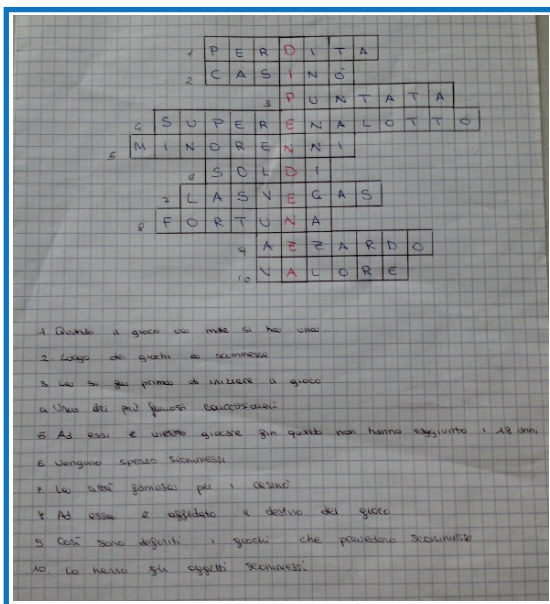 1 PERDITA
2 CASINÒ
3 PUNTATA
4 SUPERENALOTTO
5 MINORENNI
6 SOLDI
7 LASVEGAS
8 FORTUNA
9 AZZARDO
10 VALORE
1 Quando il gioco va male si ha una
2 Luogo dei giochi da scommesse
3 La si fa prima di iniziare a gioco
4 Uno dei più famosi concessionari
5 Ad essi è vietato giocare fin quando non hanno raggiunto i 18 anni.
6 Vengono spesso scommessi
7 La città famosa per i casinò
8 Ad essa è affidato il destino del gioco
9 Così sono definiti i giochi che prevedono scommesse
10. Lo hanno gli oggetti scommessi